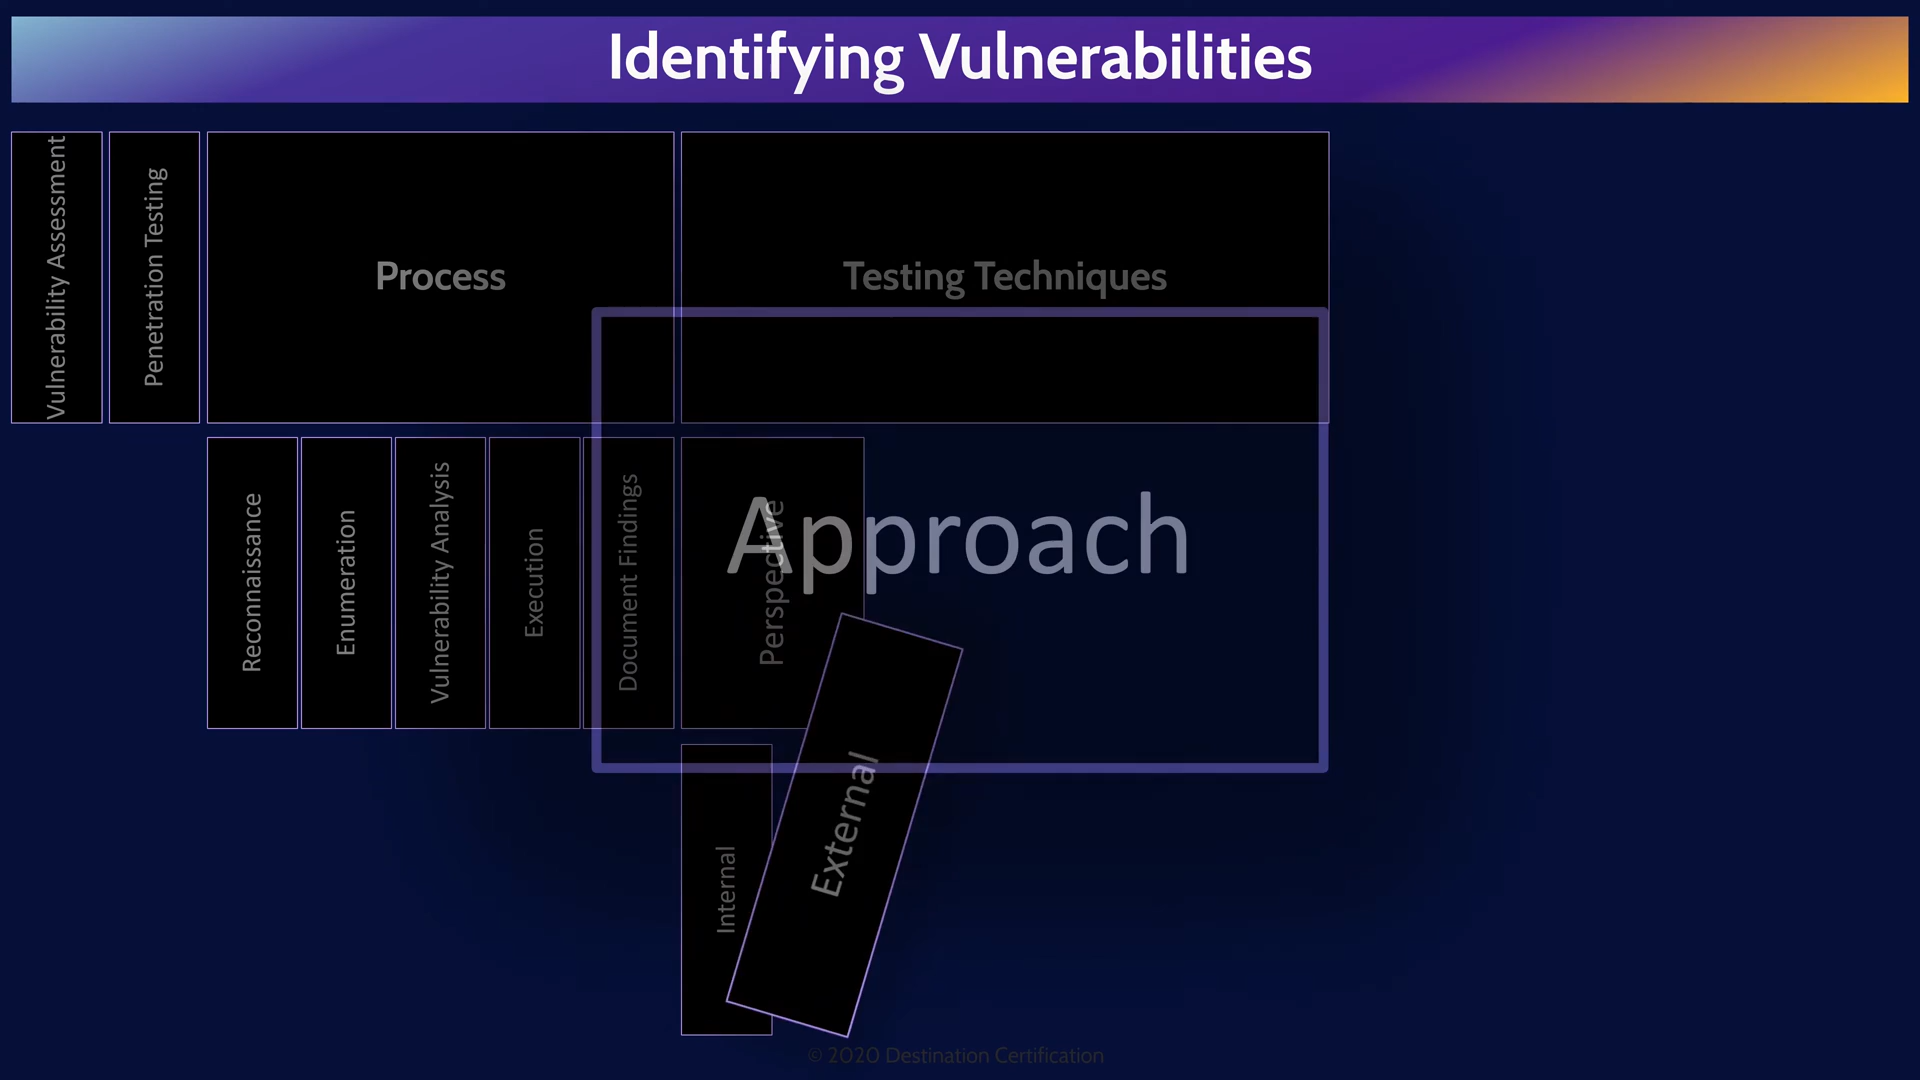 Identifying Vulnerabilities
Vulnerability Assessment
Penetration Testing
Process
Testing Techniques
Reconnaissance
Enumeration
Vulnerability Analysis
Execution
Document Findings
Perspective
Approach
Internal
External
© 2020 Destination Certification